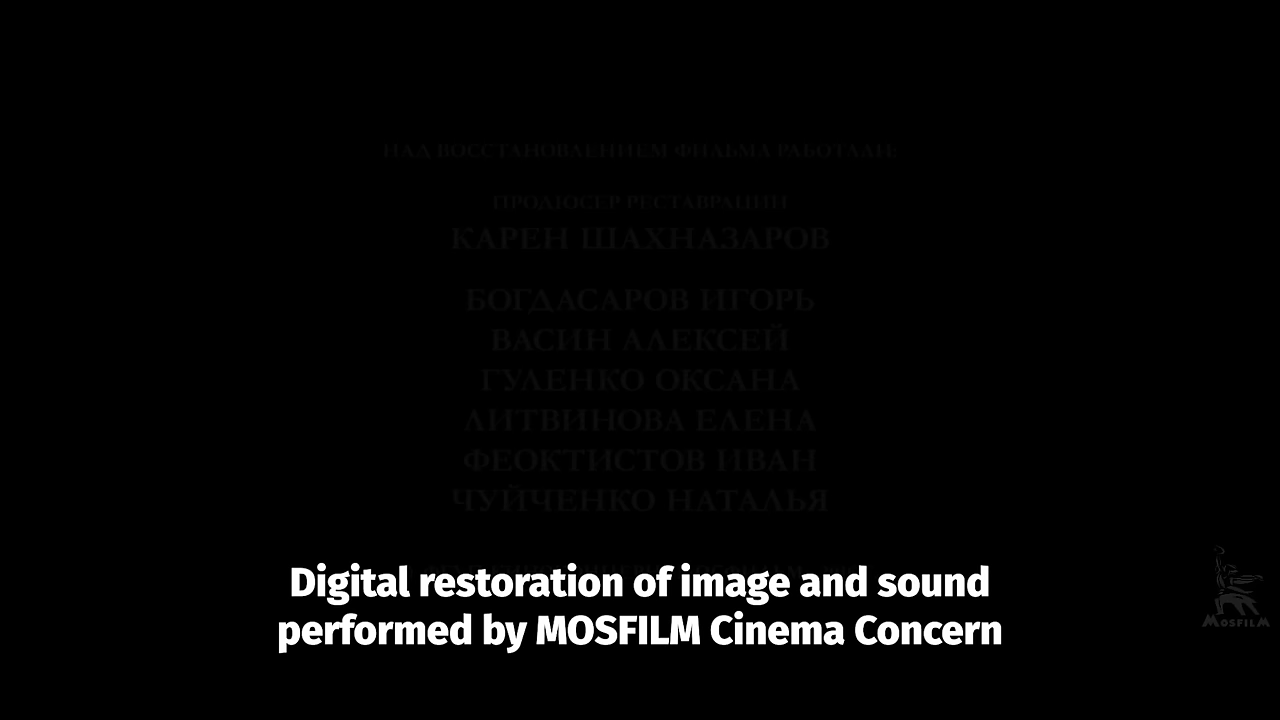 НАД ВОССТАНОВЛЕНИЕМ ФИЛЬМА РАБОТАЛИ:
ПРОДЮСЕР РЕСТАВРАЦИИ
КАРЕН ШАХНАЗАРОВ
БОГДАСАРОВ ИГОРЬ
ВАСИН АЛЕКСЕЙ
ГУЛЕНКО ОКСАНА
ЛИТВИНОВА ЕЛЕНА
ФЕОКТИСТОВ ИВАН
ЧУЙЧЕНКО НАТАЛЬЯ
Digital restoration of image and sound
performed by MOSFILM Cinema Concern
MOSFILM